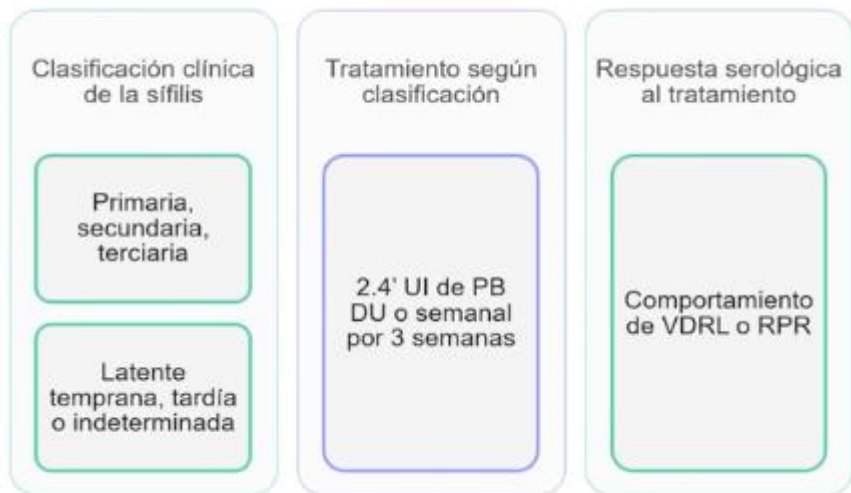 Clasificación clínica
de la sífilis
Primaria,
secundaria,
terciaria
Latente
temprana, tardía
o indeterminada
Tratamiento según
clasificación
2.4' UI de PB
DU o semanal
por 3 semanas
Respuesta serológica
al tratamiento
Comportamiento
de VDRL o RPR